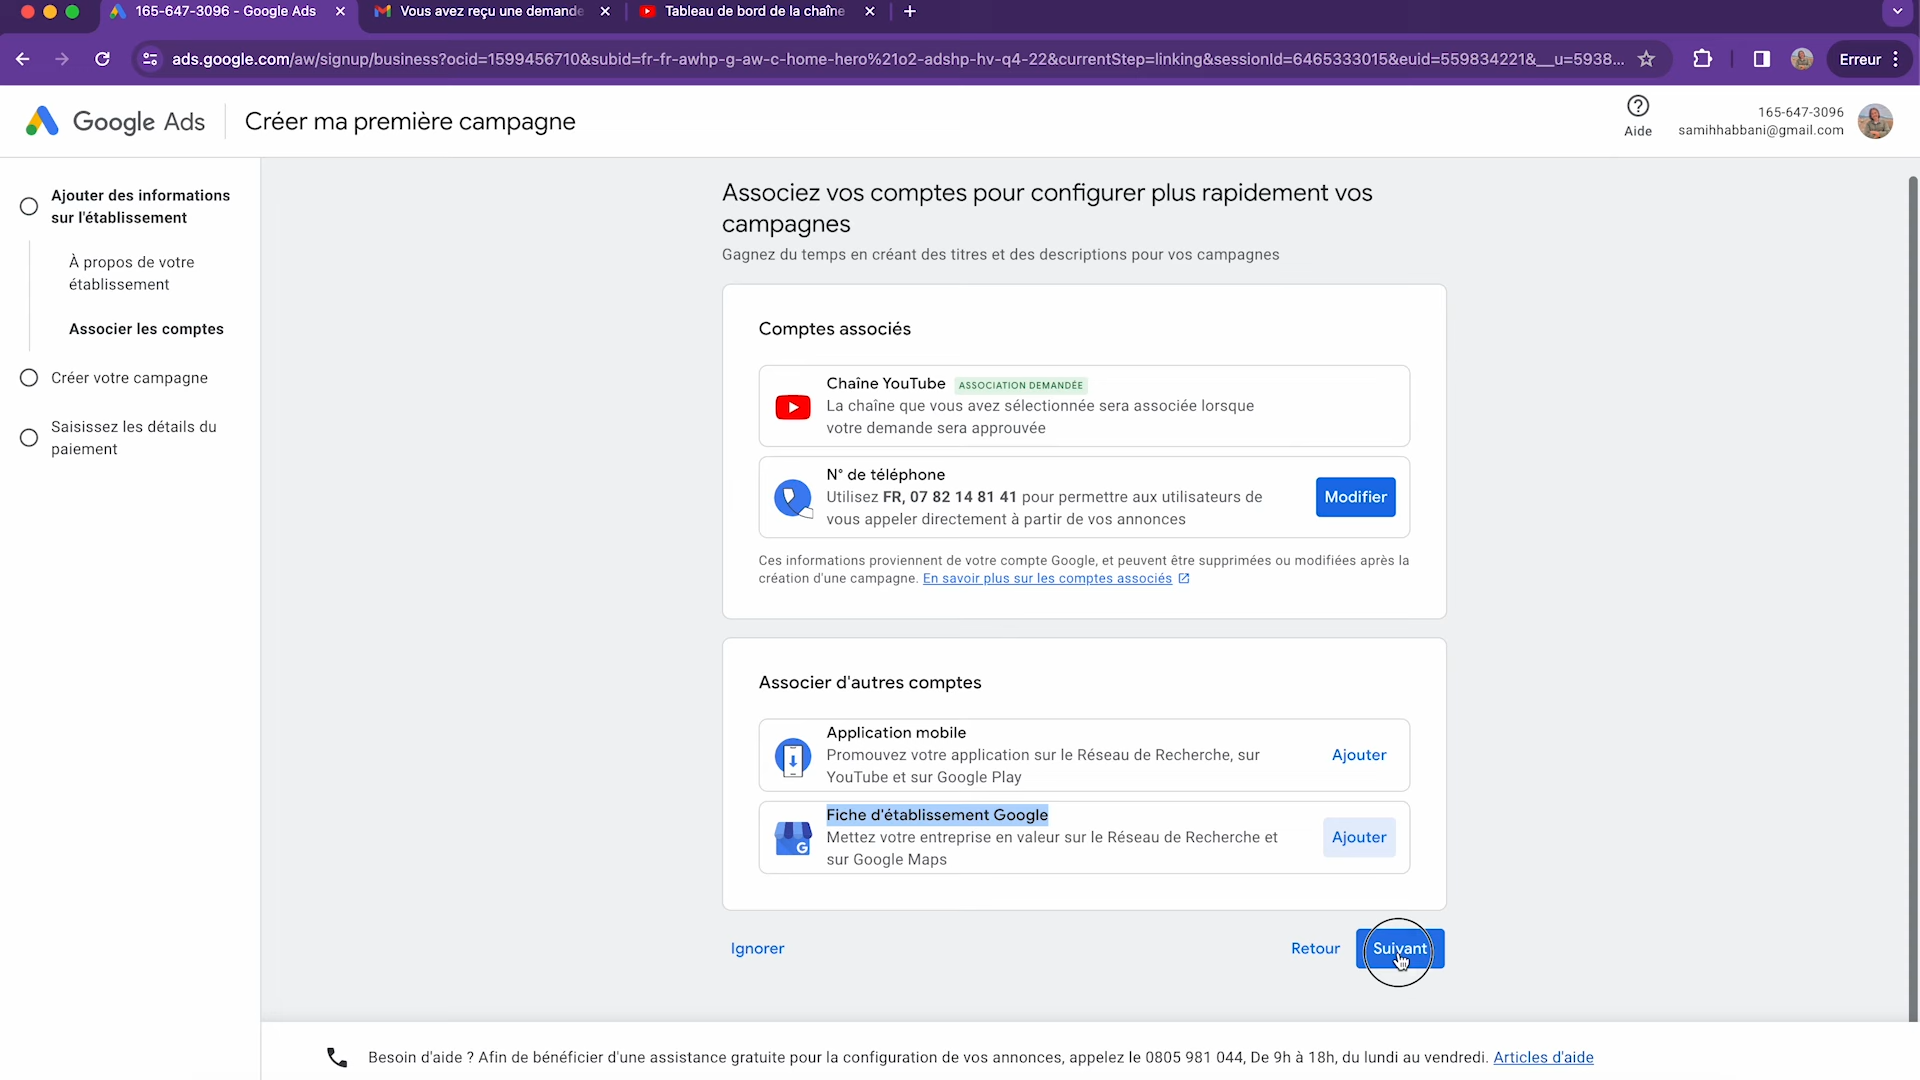 165-647-3096 - Google Ads
Vous avez reçu une demande
Tableau de bord de la chaîne
ads.google.com/aw/signup/business?ocid=1599456710&subid=fr-fr-awhp-g-aw-c-home-hero%21o2-adshp-hv-q4-22&currentStep=linking&sessionId=6465333015&euid=559834221&__u=5938...
Erreur
Google Ads
Créer ma première campagne
Aide
165-647-3096
samihhabbani@gmail.com
Ajouter des informations
sur l'établissement
À propos de votre
établissement
Associer les comptes
Créer votre campagne
Saisissez les détails du
paiement
Associez vos comptes pour configurer plus rapidement vos
campagnes
Gagnez du temps en créant des titres et des descriptions pour vos campagnes
Comptes associés
Chaîne YouTube ASSOCIATION DEMANDÉE
La chaîne que vous avez sélectionnée sera associée lorsque
votre demande sera approuvée
N° de téléphone
Utilisez FR, 07 82 14 81 41 pour permettre aux utilisateurs de
vous appeler directement à partir de vos annonces
Modifier
Ces informations proviennent de votre compte Google, et peuvent être supprimées ou modifiées après la
création d'une campagne. En savoir plus sur les comptes associés
Associer d'autres comptes
Application mobile
Promouvez votre application sur le Réseau de Recherche, sur
YouTube et sur Google Play
Ajouter
Fiche d'établissement Google
Mettez votre entreprise en valeur sur le Réseau de Recherche et
sur Google Maps
Ajouter
Ignorer
Retour
Suivant
Besoin d'aide ? Afin de bénéficier d'une assistance gratuite pour la configuration de vos annonces, appelez le 0805 981 044, De 9h à 18h, du lundi au vendredi. Articles d'aide